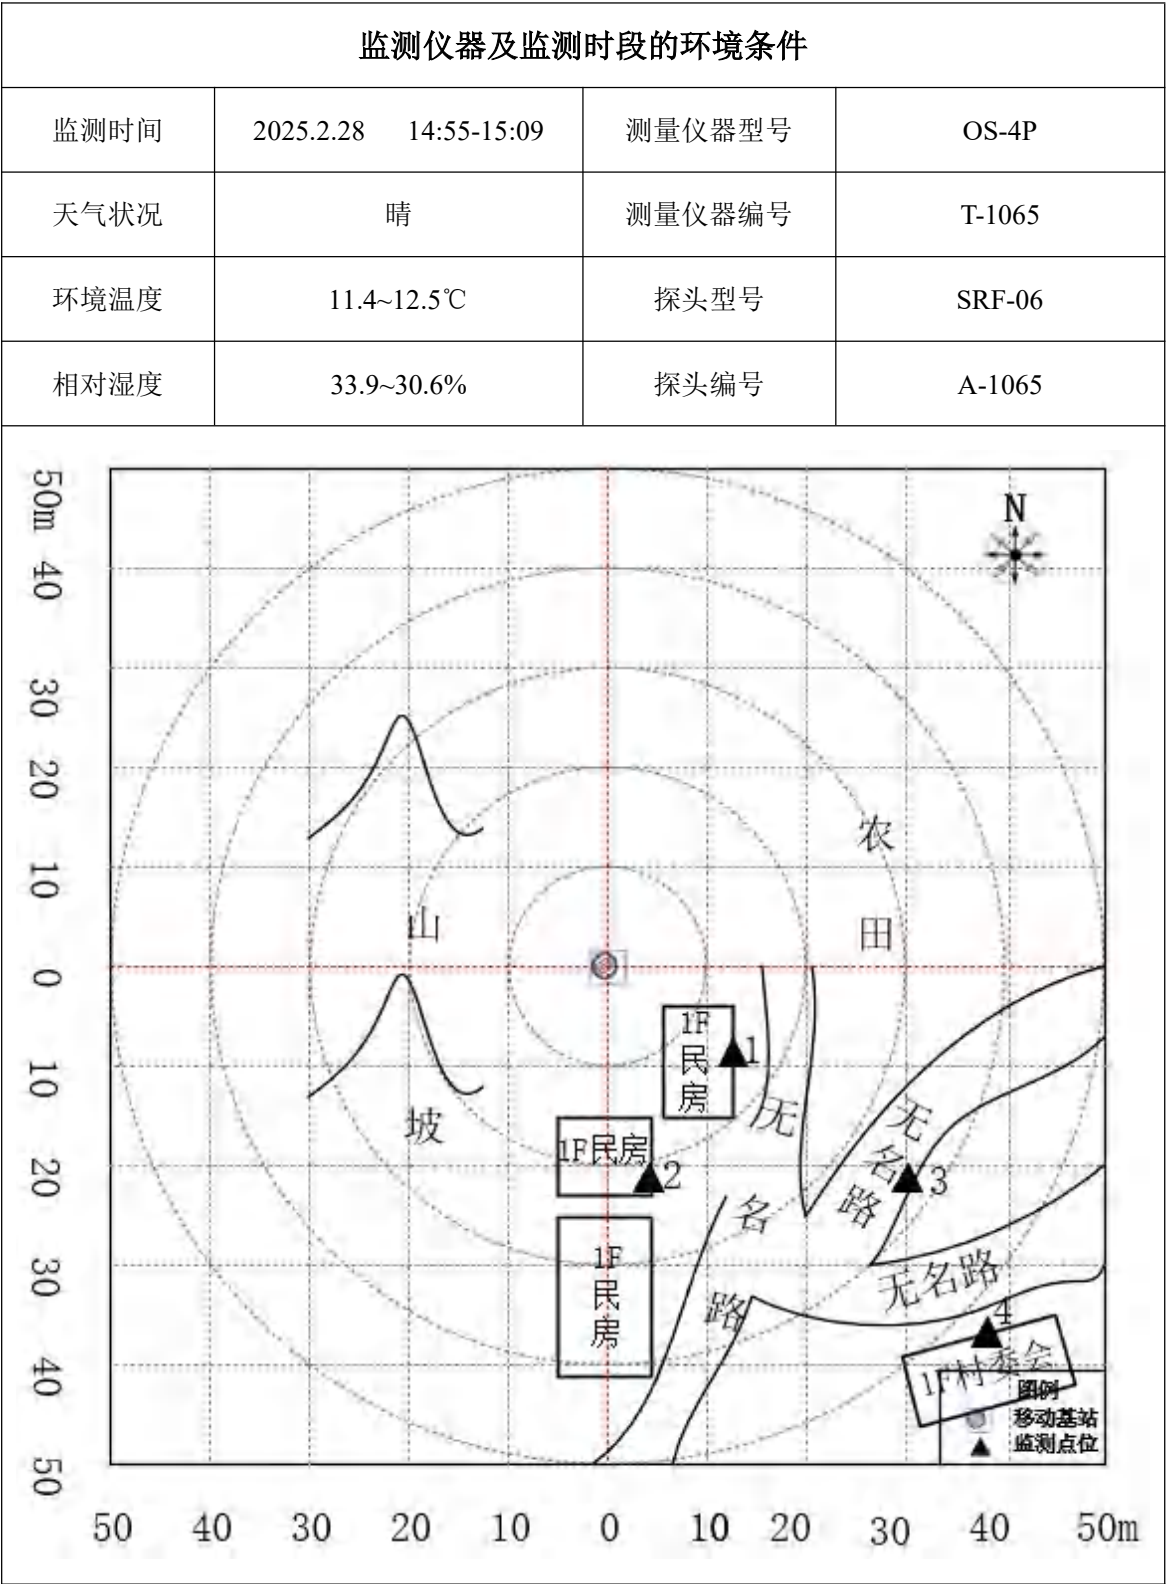 监测仪器及监测时段的环境条件
监测时间 2025.2.28 14:55-15:09 测量仪器型号 OS-4P
天气状况 晴 测量仪器编号 T-1065
环境温度 11.4~12.5℃ 探头型号 SRF-06
相对湿度 33.9~30.6% 探头编号 A-1065
50m
40
30
20
10
0
10
20
30
40
50
N
农
田
山
坡
1F
民
房
1
1F民房
2
1F
民
房
无
名
路
无
名
路
3
无名路
4
1F村委会
图例
移动基站
监测点位
50 40 30 20 10 0 10 20 30 40 50m